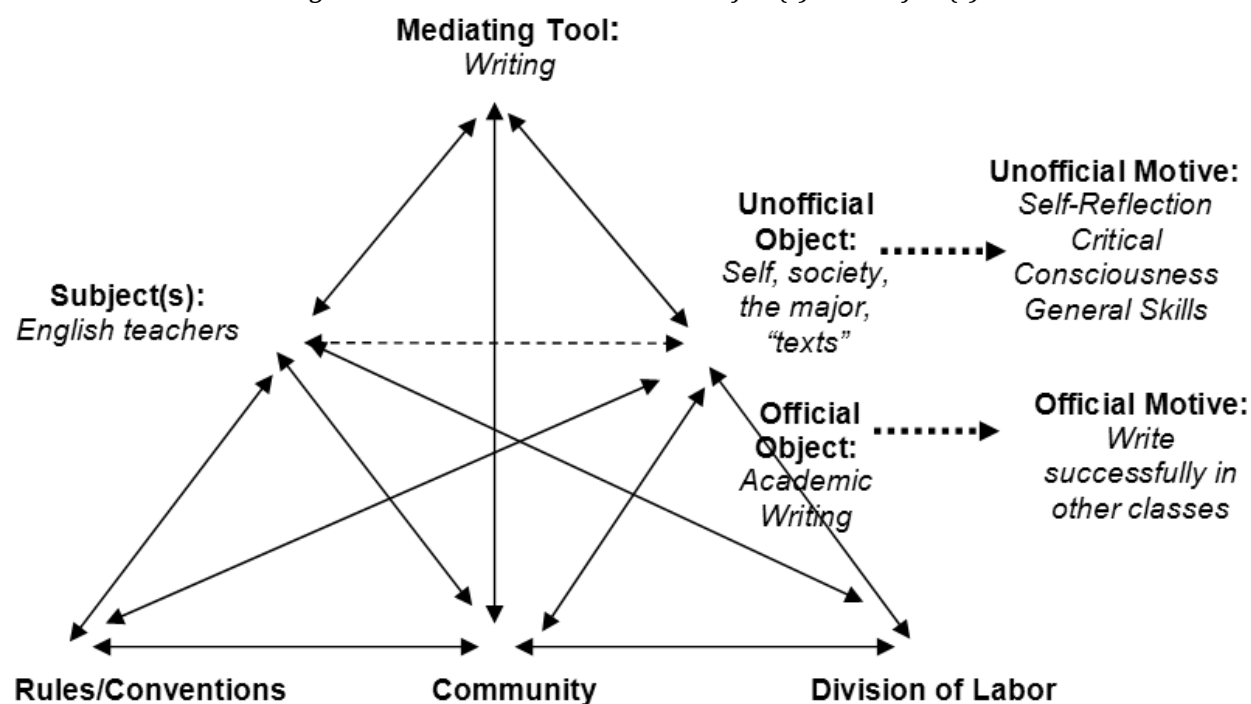 Mediating Tool:
Writing
Unofficial Motive:
Self-Reflection
Critical
Consciousness
General Skills
Unofficial
Object:
Self, society,
the major,
“texts”
Subject(s):
English teachers
Official Motive:
Write
successfully in
other classes
Official
Object:
Academic
Writing
Rules/Conventions
Community
Division of Labor